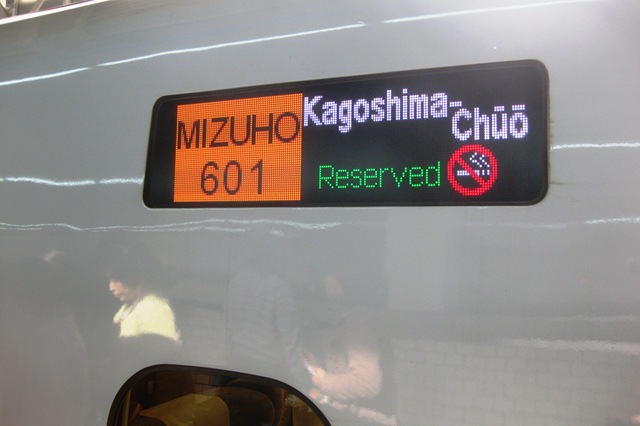 MIZUHO
601
Kagoshima-
Chūō
Reserved